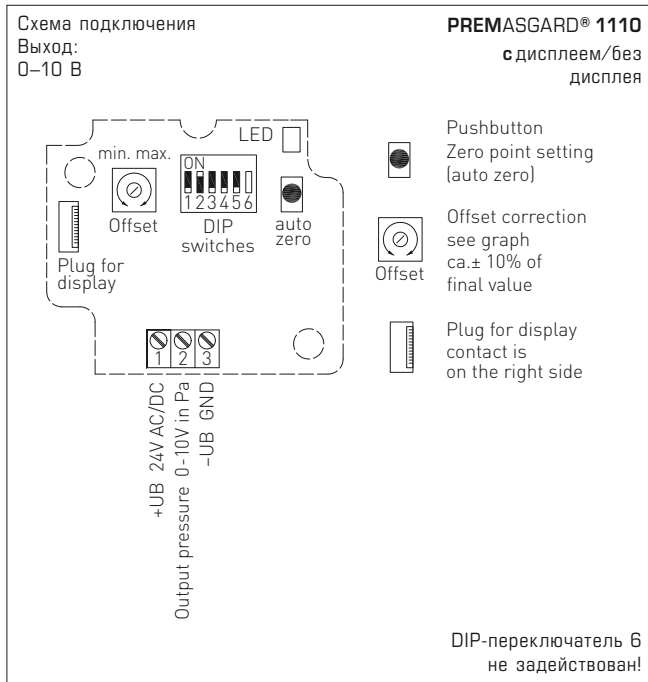 Схема подключения
Выход:
0–10 В
PREMASGARD® 1110
с дисплеем/без
дисплея
LED
min. max.
ON
1 2 3 4 5 6
Offset
DIP
switches
auto
zero
Plug for
display
1 2 3
+UB 24V AC/DC
Output pressure 0-10V in Pa
–UB GND
Pushbutton
Zero point setting
(auto zero)
Offset
Offset correction
see graph
ca.± 10% of
final value
Plug for display
contact is
on the right side
DIP-переключатель 6
не задействован!